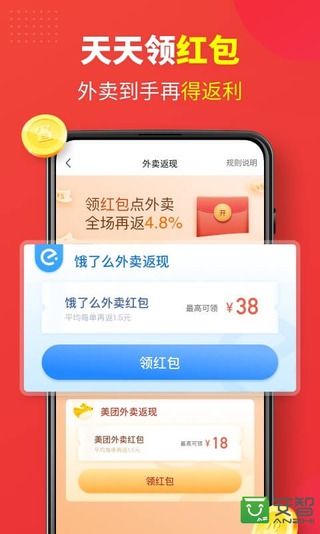 天天领红包
外卖到手再得返利
外卖返现
规则说明
领红包点外卖
全场再返4.8%
开
饿了么外卖返现
饿了么外卖红包
平均每单再返1.5元
最高可领
¥38
领红包
美团外卖返现
美团外卖红包
平均每单再返1元
最高可领
¥18
领红包
安智
ANZHI